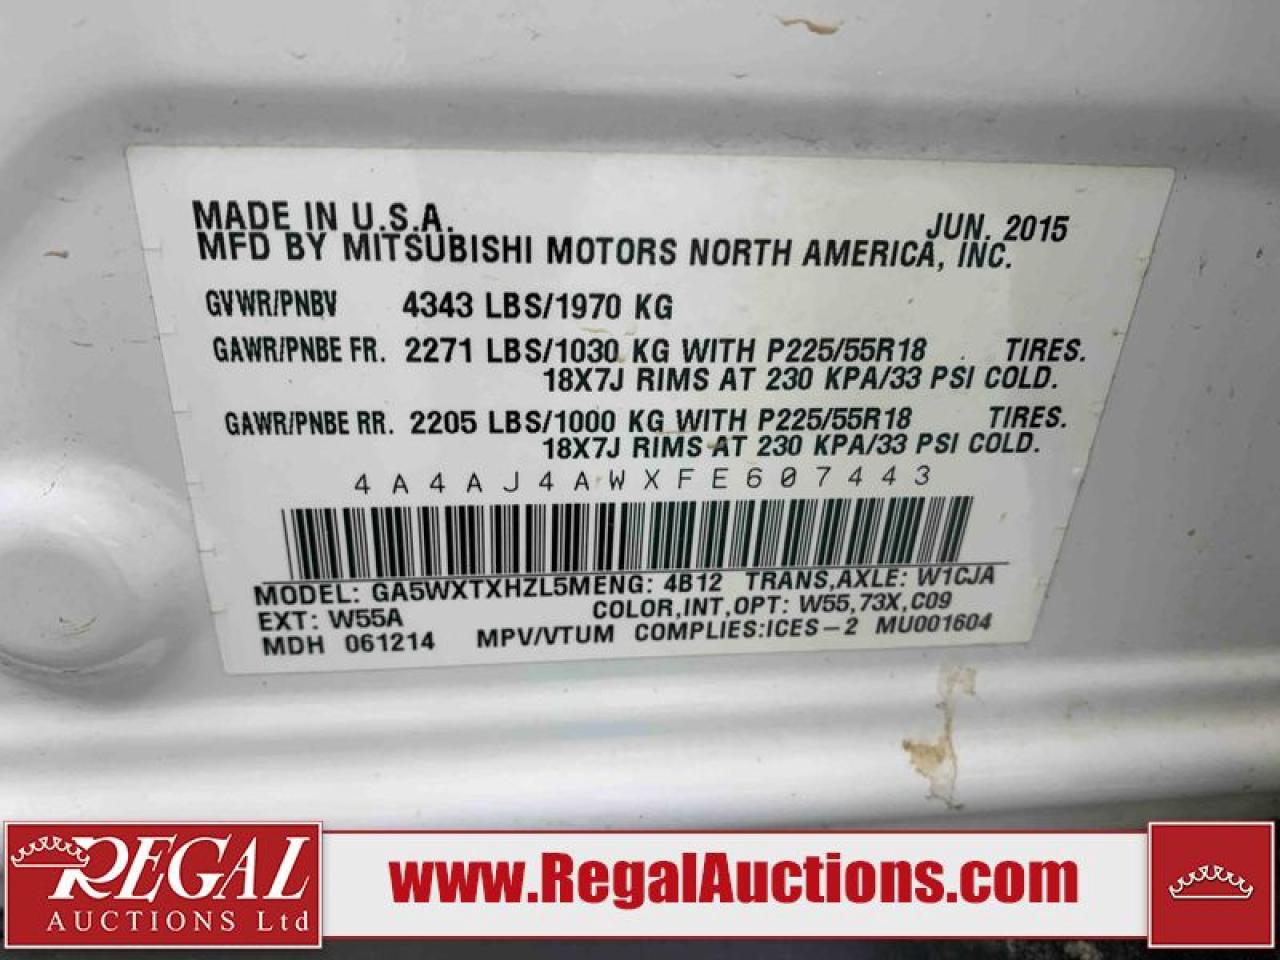 MADE IN U.S.A. JUN. 2015
MFD BY MITSUBISHI MOTORS NORTH AMERICA, INC.
GVWR/PNBV 4343 LBS/1970 KG
GAWR/PNBE FR. 2271 LBS/1030 KG WITH P225/55R18 TIRES.
18X7J RIMS AT 230 KPA/33 PSI COLD.
GAWR/PNBE RR. 2205 LBS/1000 KG WITH P225/55R18 TIRES.
18X7J RIMS AT 230 KPA/33 PSI COLD.
4A4AJ4AWXFE607443
MODEL: GA5WXTXHZL5MENG: 4B12 TRANS,AXLE: W1CJA
EXT: W55A COLOR,INT,OPT: W55,73X,C09
MDH 061214 MPV/VTUM COMPLIES:ICES-2 MU001604
REGAL
AUCTIONS Ltd
www.RegalAuctions.com